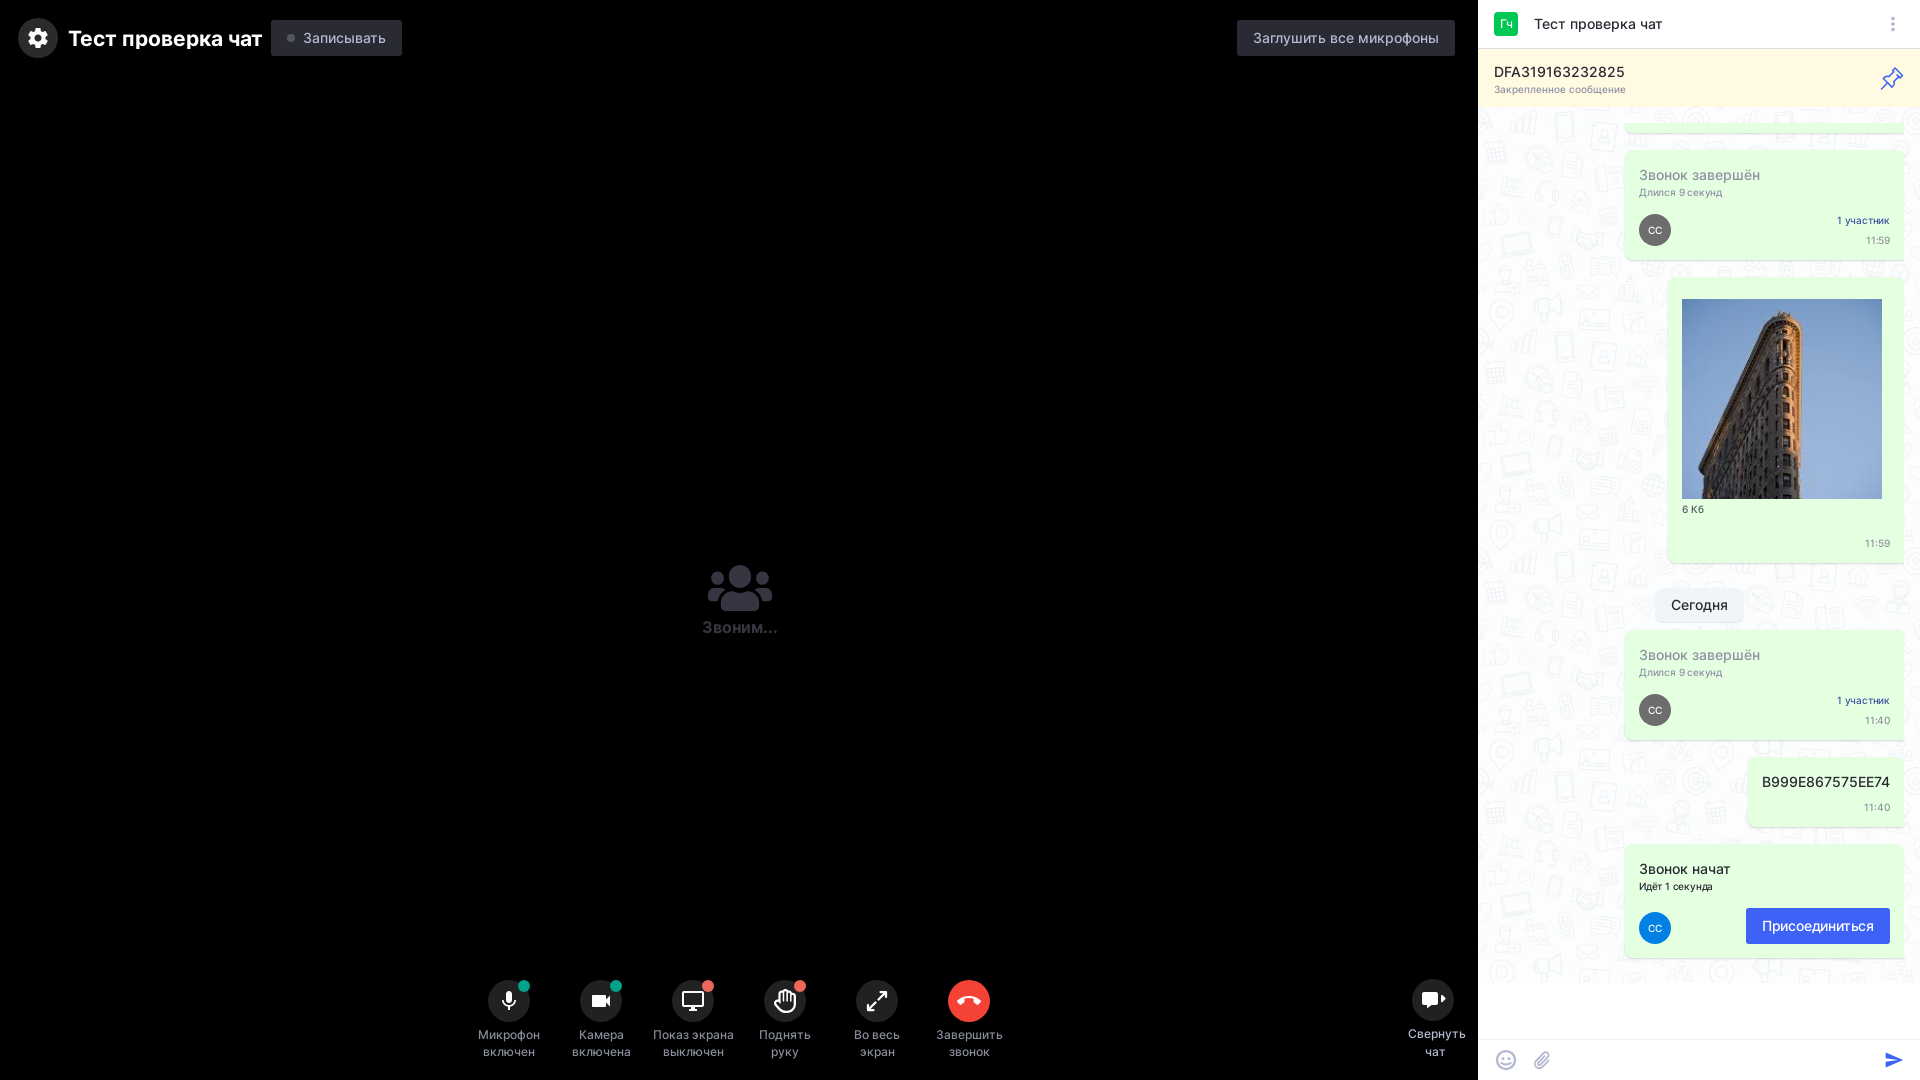 Тест проверка чат
Записывать
Заглушить все микрофоны
Звоним...
Микрофон
включен
Камера
включена
Показ экрана
выключен
Поднять
руку
Во весь
экран
Завершить
звонок
Свернуть
чат
Гч
Тест проверка чат
DFA319163232825
Закрепленное сообщение
Звонок завершён
Длился 9 секунд
СС
1 участник
11:59
6 Кб
11:59
Сегодня
Звонок завершён
Длился 9 секунд
СС
1 участник
11:40
B999E867575EE74
11:40
Звонок начат
Идёт 1 секунда
СС
Присоединиться